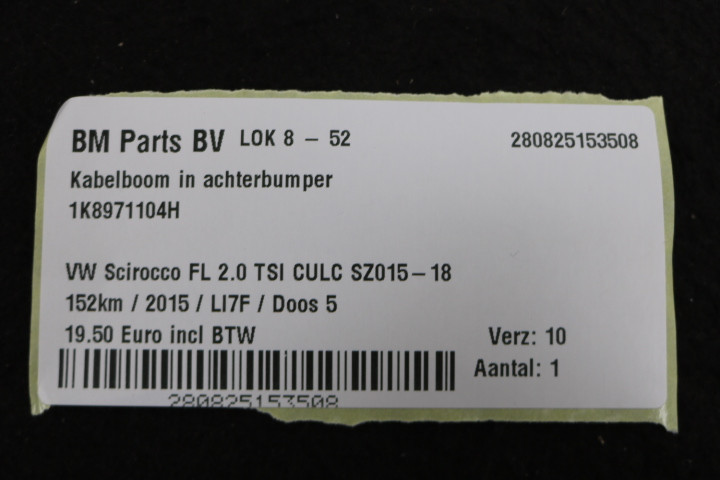 BM Parts BV LOK 8 - 52 280825153508
Kabelboom in achterbumper
1K8971104H
VW Scirocco FL 2.0 TSI CULC SZ015-18
152km / 2015 / LI7F / Doos 5
19.50 Euro incl BTW Verz: 10
Aantal: 1
280825153508